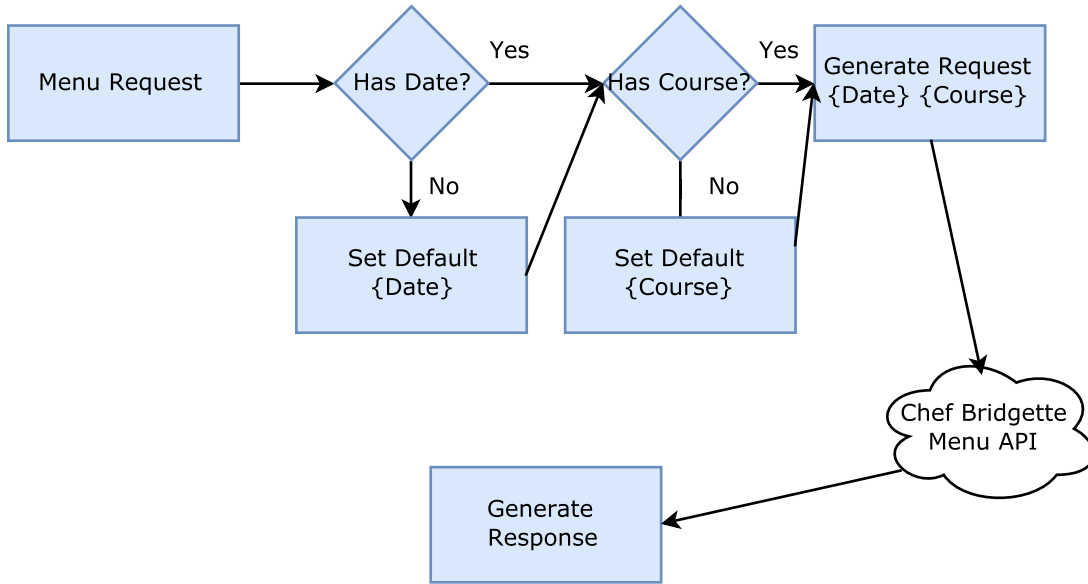 Menu Request
Has Date?
Yes
Has Course?
Yes
Generate Request
{Date} {Course}
No
No
Set Default
{Date}
Set Default
{Course}
Chef Bridgette
Menu API
Generate
Response